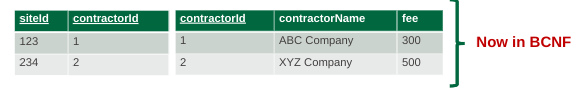 siteId contractorId contractorId contractorName fee
123 1 1 ABC Company 300
234 2 2 XYZ Company 500
Now in BCNF